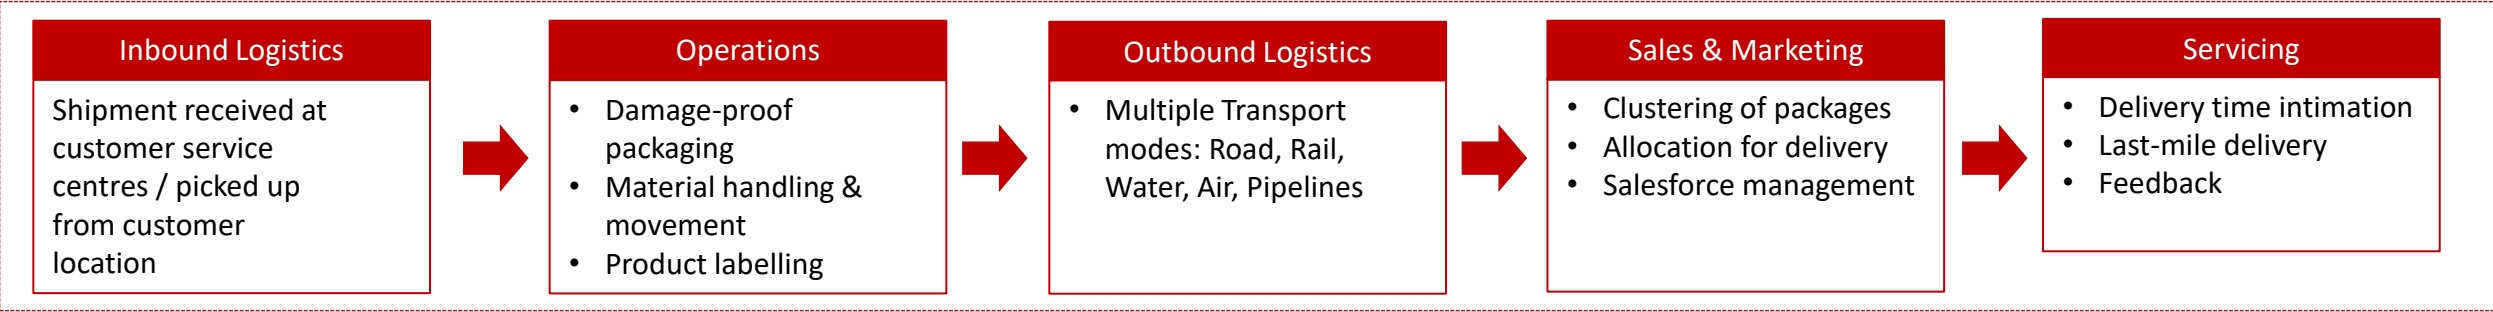 Inbound Logistics
Shipment received at
customer service
centres / picked up
from customer
location
Operations
• Damage-proof
packaging
• Material handling &
movement
• Product labelling
Outbound Logistics
• Multiple Transport
modes: Road, Rail,
Water, Air, Pipelines
Sales & Marketing
• Clustering of packages
• Allocation for delivery
• Salesforce management
Servicing
• Delivery time intimation
• Last-mile delivery
• Feedback